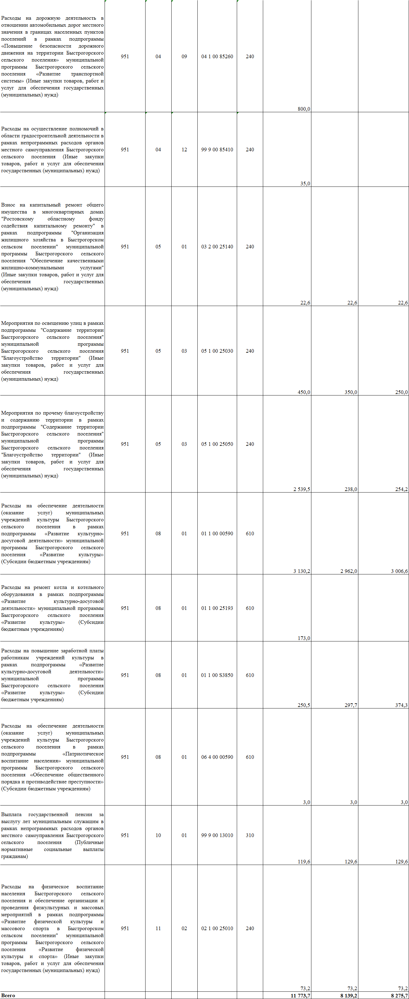 Расходы на дорожную деятельность в
отношении автомобильных дорог местного
значения в границах населенных пунктов
поселений в рамках подпрограммы
«Повышение безопасности дорожного
движения на территории Быстрогорского
сельского поселения» муниципальной
программы Быстрогорского сельского
поселения «Развитие транспортной
системы» (Иные закупки товаров, работ и
услуг для обеспечения государственных
(муниципальных) нужд)
951 04 09 04 1 00 85260 240
800,0
Расходы на осуществление полномочий в
области градостроительной деятельности в
рамках непрограммных расходов органов
местного самоуправления Быстрогорского
сельского поселения (Иные закупки
товаров, работ и услуг для обеспечения
государственных (муниципальных) нужд)
951 04 12 99 9 00 85410 240
35,0
Взнос на капитальный ремонт общего
имущества в многоквартирных домах
"Ростовскому областному фонду
содействия капитальному ремонту" в
рамках подпрограммы "Организация
жилищного хозяйства в Быстрогорском
сельском поселении" муниципальной
программы Быстрогорского сельского
поселения "Обеспечение качественными
жилищно-коммунальными услугами"
(Иные закупки товаров, работ и услуг для
обеспечения государственных
(муниципальных) нужд)
951 05 01 03 2 00 25140 240
22,6 22,6 22,6
Мероприятия по освещению улиц в рамках
подпрограммы "Содержание территории
Быстрогорского сельского поселения"
муниципальной программы
Быстрогорского сельского поселения
"Благоустройство территории" (Иные
закупки товаров, работ и услуг для
обеспечения государственных
(муниципальных) нужд)
951 05 03 05 1 00 25030 240
450,0 350,0 250,0
Мероприятия по прочему благоустройству
и содержанию территории в рамках
подпрограммы "Содержание территории
Быстрогорского сельского поселения"
муниципальной программы
Быстрогорского сельского поселения
"Благоустройство территории" (Иные
закупки товаров, работ и услуг для
обеспечения государственных
(муниципальных) нужд)
951 05 03 05 1 00 25050 240
2 539,5 238,0 254,2
Расходы на обеспечение деятельности
(оказание услуг) муниципальных
учреждений культуры Быстрогорского
сельского поселения в рамках
подпрограммы «Развитие культурно-
досуговой деятельности» муниципальной
программы Быстрогорского сельского
поселения «Развитие культуры»
(Субсидии бюджетным учреждениям)
951 08 01 01 1 00 00590 610
3 130,2 2 962,0 3 006,6
Расходы на ремонт котла и котельного
оборудования в рамках подпрограммы
«Развитие культурно-досуговой
деятельности» муниципальной программы
Быстрогорского сельского поселения
«Развитие культуры» (Субсидии
бюджетным учреждениям)
951 08 01 01 1 00 25193 610
173,0
Расходы на повышение заработной платы
работникам учреждений культуры в
рамках подпрограммы «Развитие
культурно-досуговой деятельности»
муниципальной программы
Быстрогорского сельского поселения
«Развитие культуры» (Субсидии
бюджетным учреждениям)
951 08 01 01 1 00 S3850 610
250,5 297,7 374,3
Расходы на обеспечение деятельности
(оказание услуг) муниципальных
учреждений культуры Быстрогорского
сельского поселения в рамках
подпрограммы «Патриотическое
воспитание населения» муниципальной
программы Быстрогорского сельского
поселения «Обеспечение общественного
порядка и противодействие преступности»
(Субсидии бюджетным учреждениям)
951 08 01 06 4 00 00590 610
3,0 3,0 3,0
Выплата государственной пенсии за
выслугу лет муниципальным служащим в
рамках непрограммных расходов органов
местного самоуправления Быстрогорского
сельского поселения (Публичные
нормативные социальные выплаты
гражданам)
951 10 01 99 9 00 13010 310
119,6 129,6 129,6
Расходы на физическое воспитание
населения Быстрогорского сельского
поселения и обеспечение организации и
проведения физкультурных и массовых
мероприятий в рамках подпрограммы
«Развитие физической культуры и
массового спорта в Быстрогорском
сельском поселении" муниципальной
программы Быстрогорского сельского
поселения «Развитие физической
культуры и спорта» (Иные закупки
товаров, работ и услуг для обеспечения
государственных (муниципальных) нужд)
951 11 02 02 1 00 25010 240
73,2 73,2 73,2
Всего 11 773,7 8 139,2 8 275,7